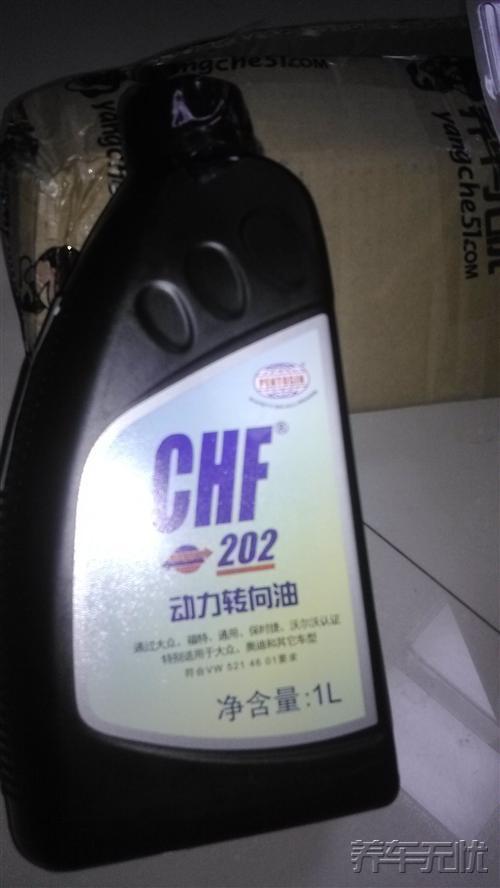 yangche51.COM
yangche51.COM
PENTOSIN
CHF®
202
动力转向油
通过大众、福特、通用、保时捷、沃尔沃认证
特别适用于大众、奥迪和其它车型
符合VW 521 46 01要求
净含量:1L
养车无忧